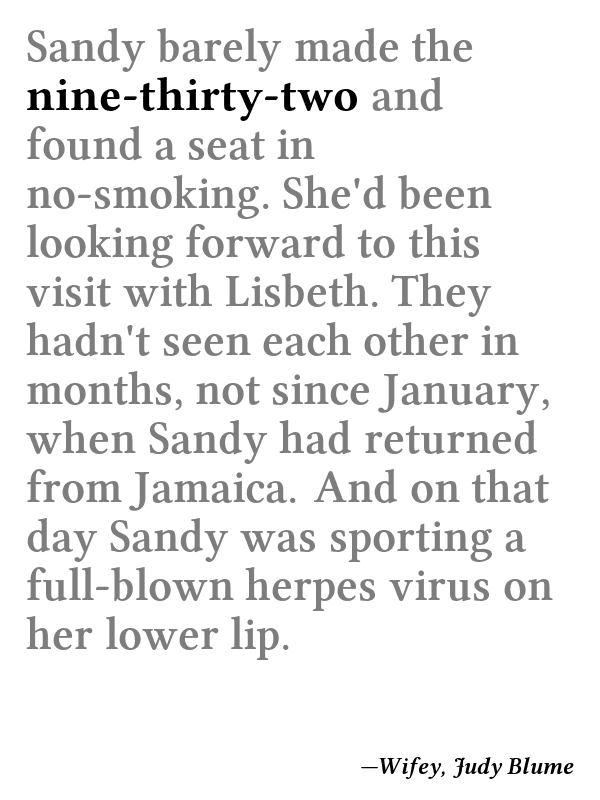 Sandy barely made the
nine-thirty-two and
found a seat in
no-smoking. She'd been
looking forward to this
visit with Lisbeth. They
hadn't seen each other in
months, not since January,
when Sandy had returned
from Jamaica. And on that
day Sandy was sporting a
full-blown herpes virus on
her lower lip.
—Wifey, Judy Blume